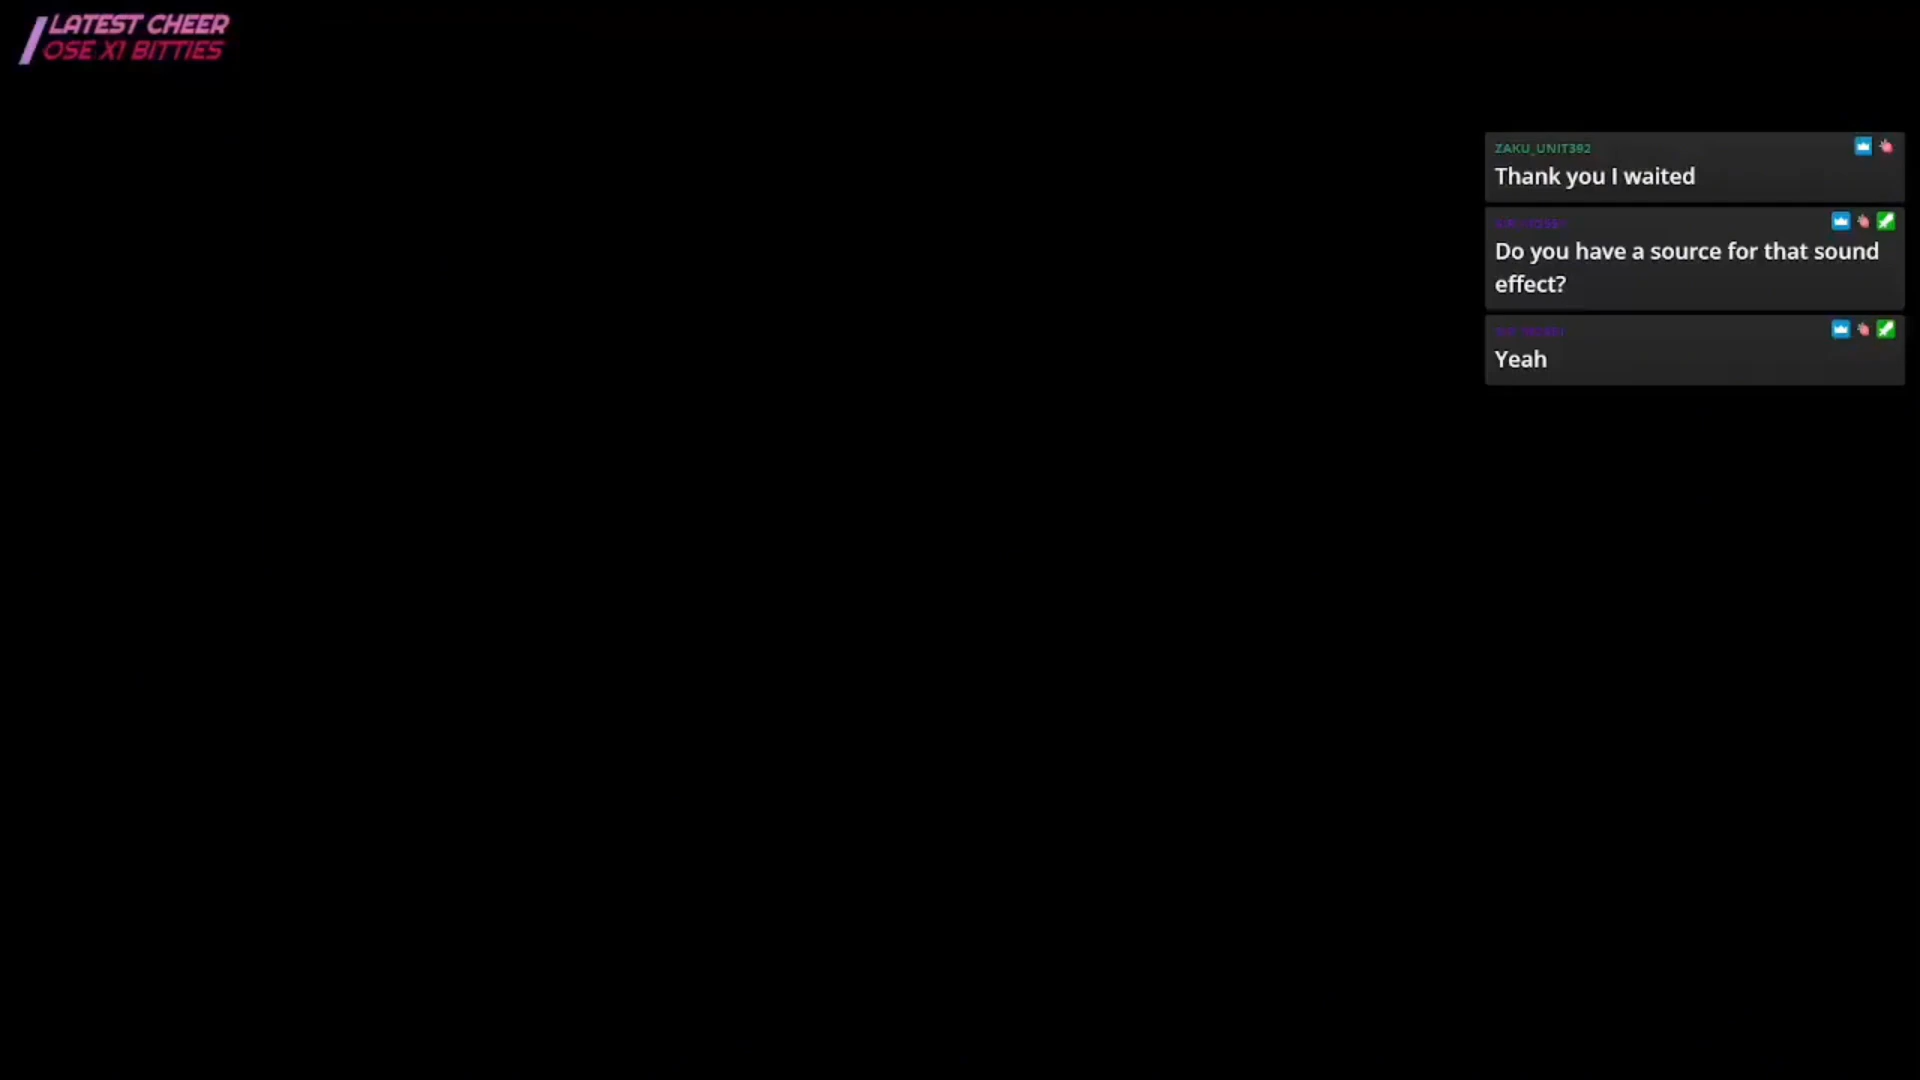 LATEST CHEER
OSE X1 BITTIES
ZAKU_UNIT392
Thank you I waited
Do you have a source for that sound
effect?
Yeah